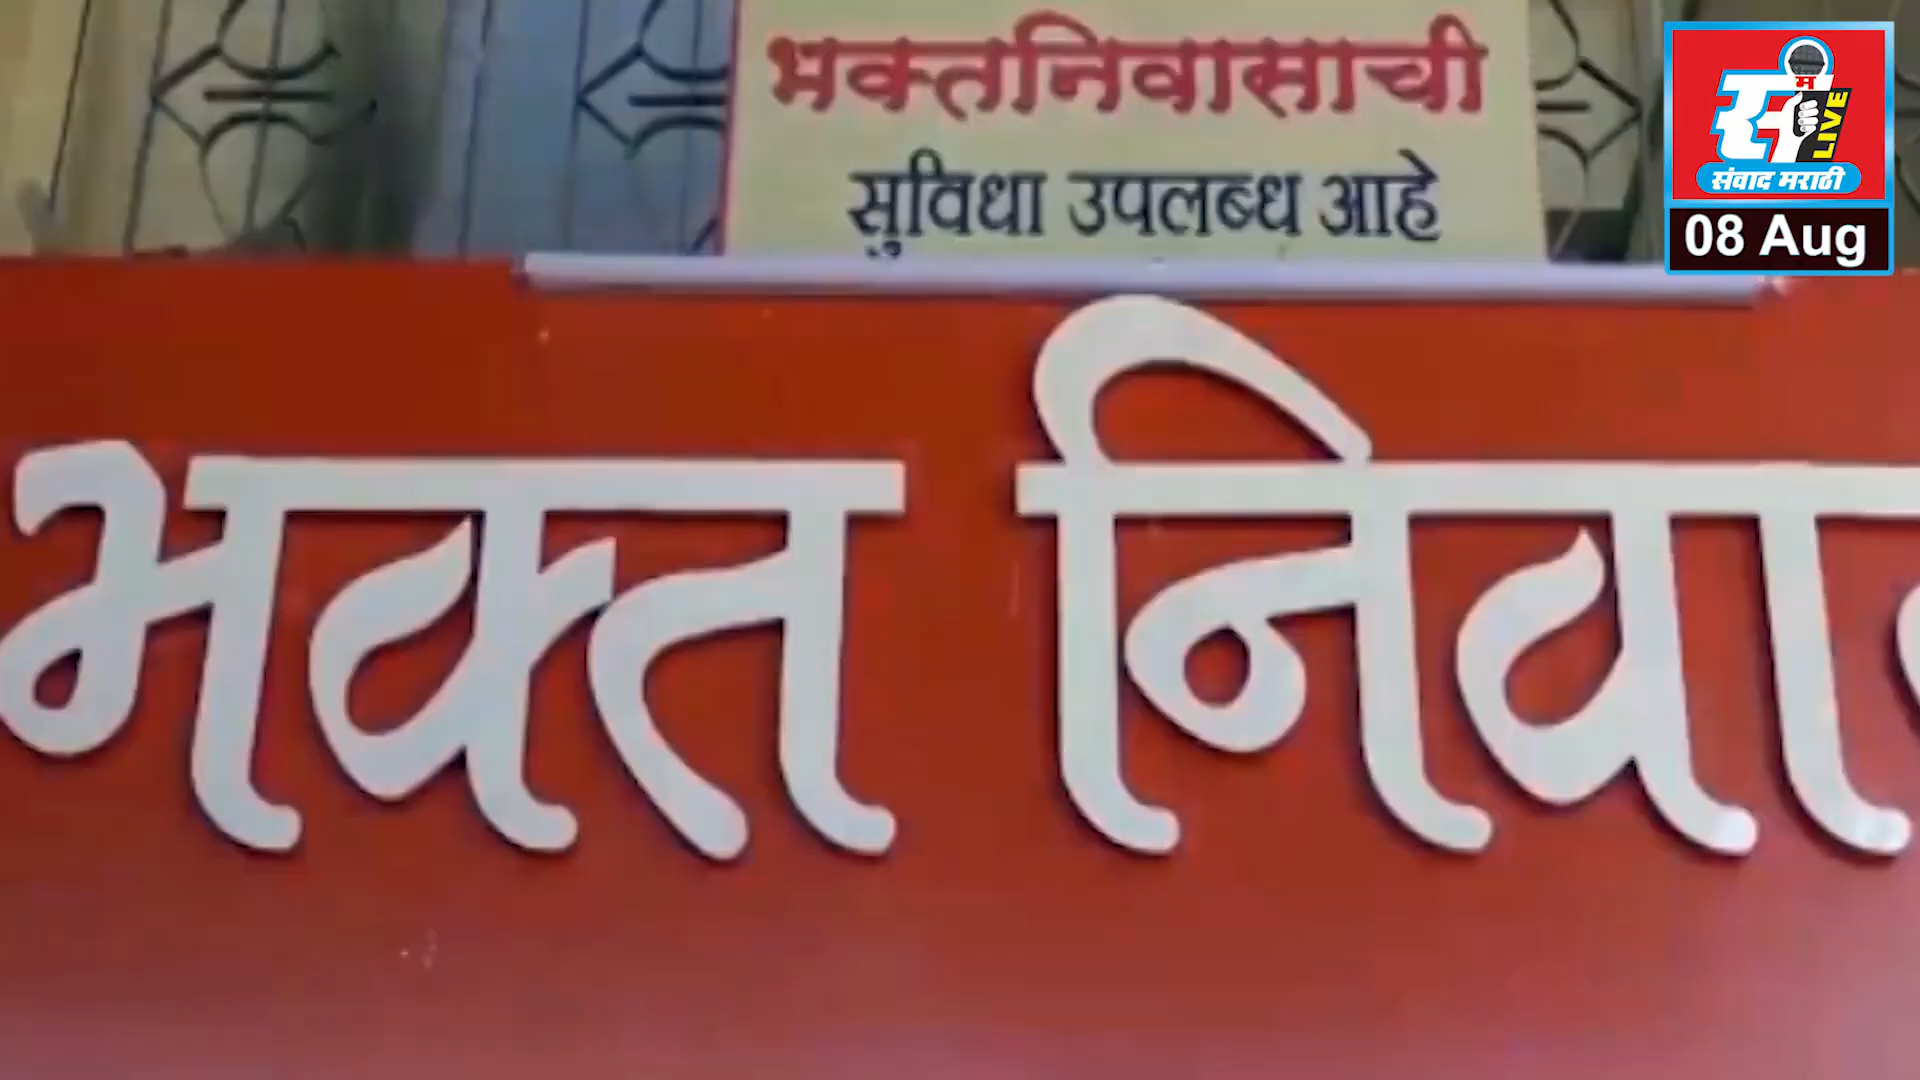 भक्तनिवासाची
सुविधा उपलब्ध आहे
भक्त निवा
स
म
LIVE
संवाद मराठी
08 Aug